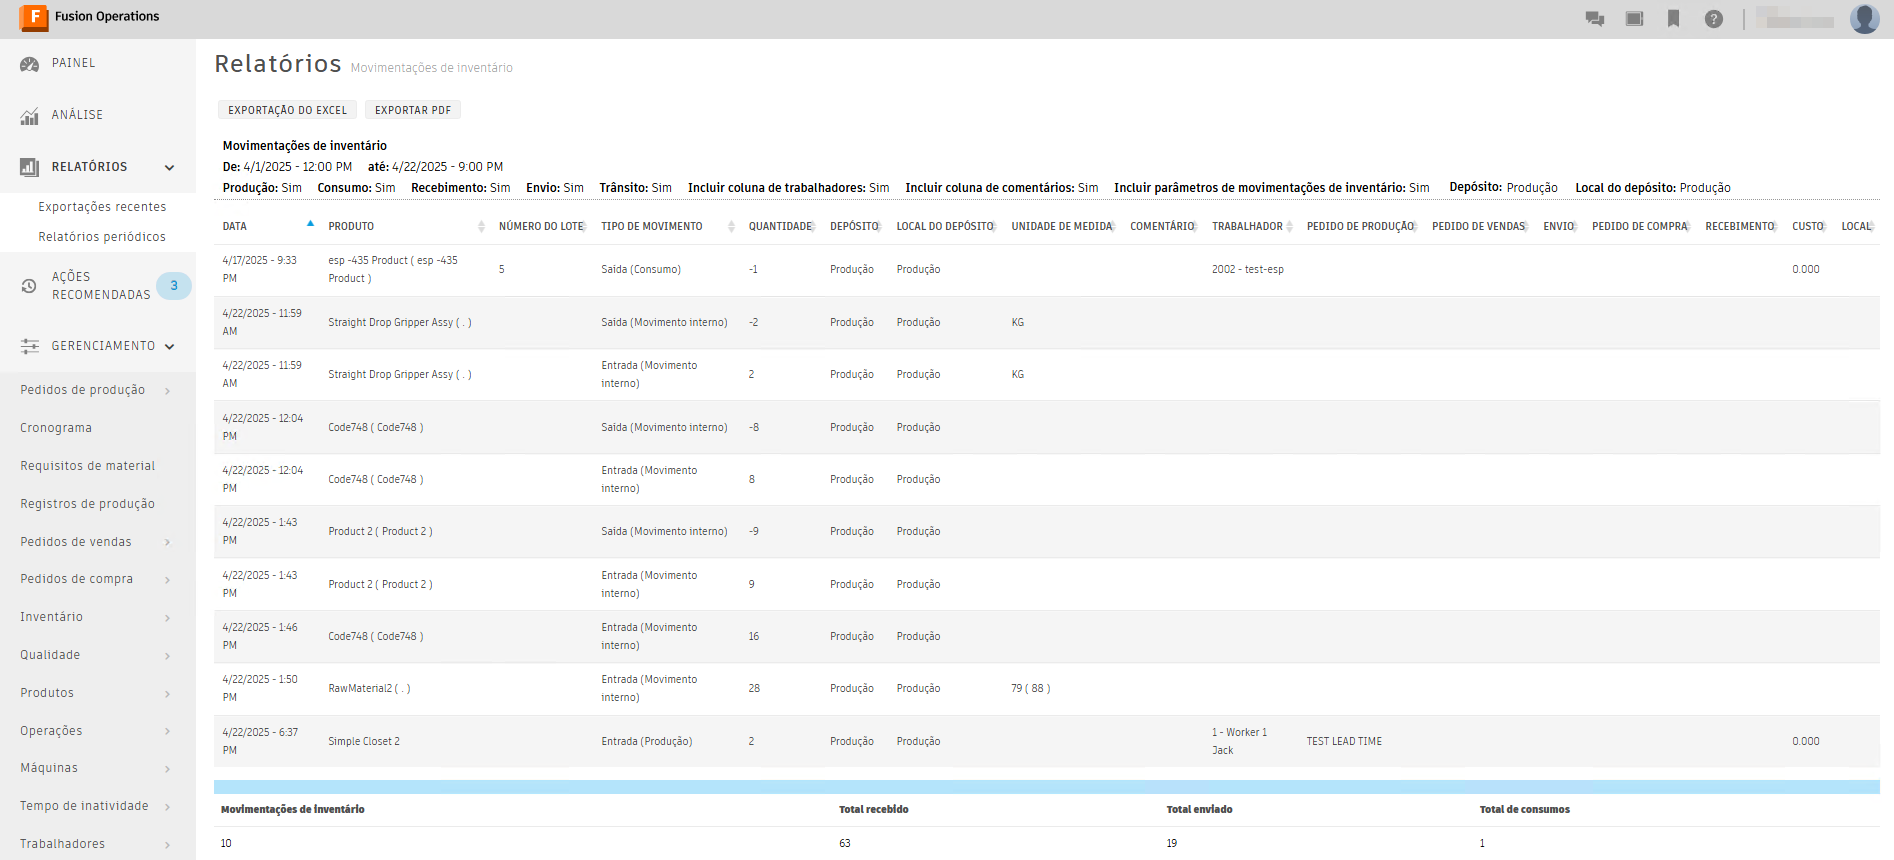 F Fusion Operations
?
PAINEL
ANÁLISE
RELATÓRIOS
Exportações recentes
Relatórios periódicos
AÇÕES
RECOMENDADAS 3
GERENCIAMENTO
Pedidos de produção
Cronograma
Requisitos de material
Registros de produção
Pedidos de vendas
Pedidos de compra
Inventário
Qualidade
Produtos
Operações
Máquinas
Tempo de inatividade
Trabalhadores
Relatórios Movimentações de inventário
EXPORTAÇÃO DO EXCEL EXPORTAR PDF
Movimentações de inventário
De: 4/1/2025 - 12:00 PM até: 4/22/2025 - 9:00 PM
Produção: Sim Consumo: Sim Recebimento: Sim Envio: Sim Trânsito: Sim Incluir coluna de trabalhadores: Sim Incluir coluna de comentários: Sim Incluir parâmetros de movimentações de inventário: Sim Depósito: Produção Local do depósito: Produção
DATA PRODUTO NÚMERO DO LOTE TIPO DE MOVIMENTO QUANTIDADE DEPÓSITO LOCAL DO DEPÓSITO UNIDADE DE MEDIDA COMENTÁRIO TRABALHADOR PEDIDO DE PRODUÇÃO PEDIDO DE VENDAS ENVIO PEDIDO DE COMPRA RECEBIMENTO CUSTO LOCAL
4/17/2025 - 9:33 esp -435 Product ( esp -435
PM Product ) 5 Saída (Consumo) -1 Produção Produção 2002 - test-esp 0.000
4/22/2025 - 11:59
AM Straight Drop Gripper Assy ( . ) Saída (Movimento interno) -2 Produção Produção KG
4/22/2025 - 11:59 Entrada (Movimento
AM Straight Drop Gripper Assy ( . ) interno) 2 Produção Produção KG
4/22/2025 - 12:04
PM Code748 ( Code748 ) Saída (Movimento interno) -8 Produção Produção
4/22/2025 - 12:04 Entrada (Movimento
PM Code748 ( Code748 ) interno) 8 Produção Produção
4/22/2025 - 1:43
PM Product 2 ( Product 2 ) Saída (Movimento interno) -9 Produção Produção
4/22/2025 - 1:43 Entrada (Movimento
PM Product 2 ( Product 2 ) interno) 9 Produção Produção
4/22/2025 - 1:46 Entrada (Movimento
PM Code748 ( Code748 ) interno) 16 Produção Produção
4/22/2025 - 1:50 Entrada (Movimento
PM RawMaterial2 ( . ) interno) 28 Produção Produção 79 ( 88 )
4/22/2025 - 6:37 1 - Worker 1
PM Simple Closet 2 Entrada (Produção) 2 Produção Produção Jack TEST LEAD TIME 0.000
Movimentações de inventário Total recebido Total enviado Total de consumos
10 63 19 1